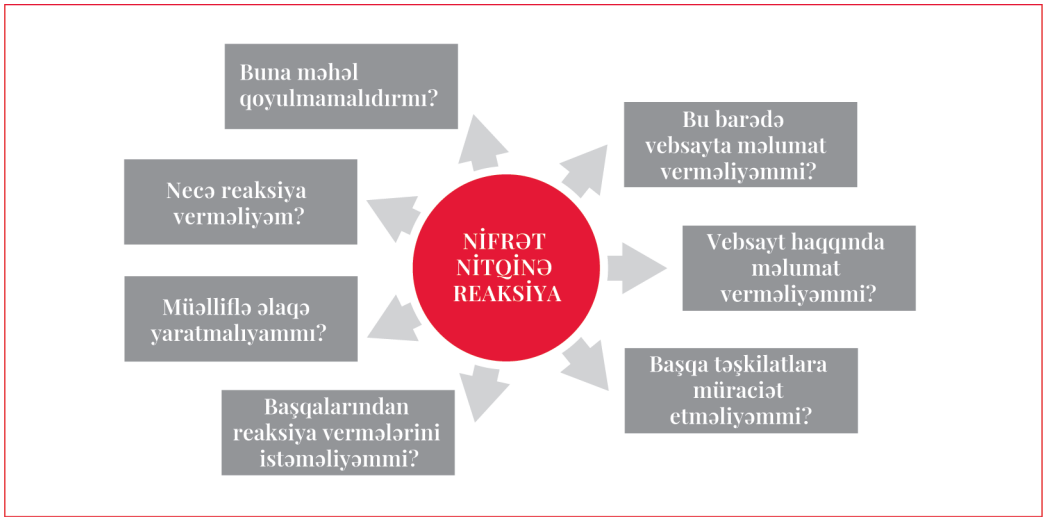 Buna məhəl
qoyulmamalıdırmı?
Bu barədə
vebsayta məlumat
verməliyəmmi?
Necə reaksiya
verməliyəm?
NİFRƏT
NİTQİNƏ
REAKSİYA
Vebsayt haqqında
məlumat
verməliyəmmi?
Müəlliflə əlaqə
yaratmalıyammı?
Başqa təşkilatlara
müraciət
etməliyəmmi?
Başqalarından
reaksiya vermələrini
istəməliyəmmi?